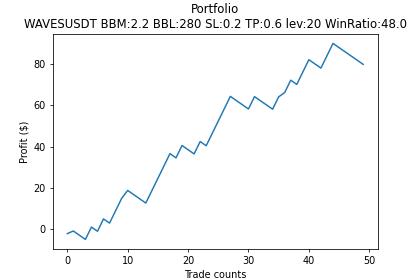 Portfolio
WAVESUSDT BBM:2.2 BBL:280 SL:0.2 TP:0.6 lev:20 WinRatio:48.0
Profit ($)
80
60
40
20
0
0 10 20 30 40 50
Trade counts